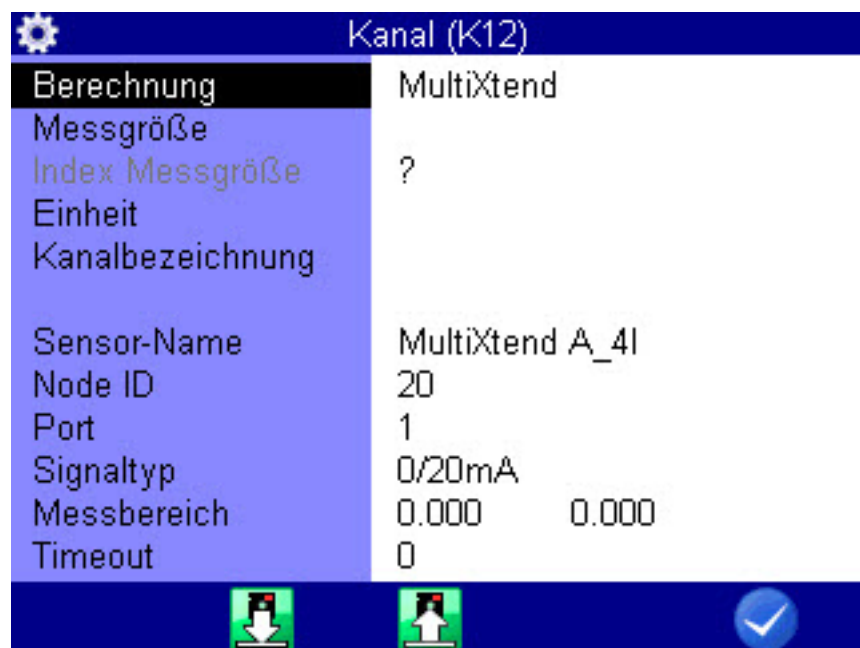 Kanal (K12)
Berechnung MultiXtend
Messgröße
Index Messgröße ?
Einheit
Kanalbezeichnung
Sensor-Name MultiXtend A_4I
Node ID 20
Port 1
Signaltyp 0/20mA
Messbereich 0.000 0.000
Timeout 0